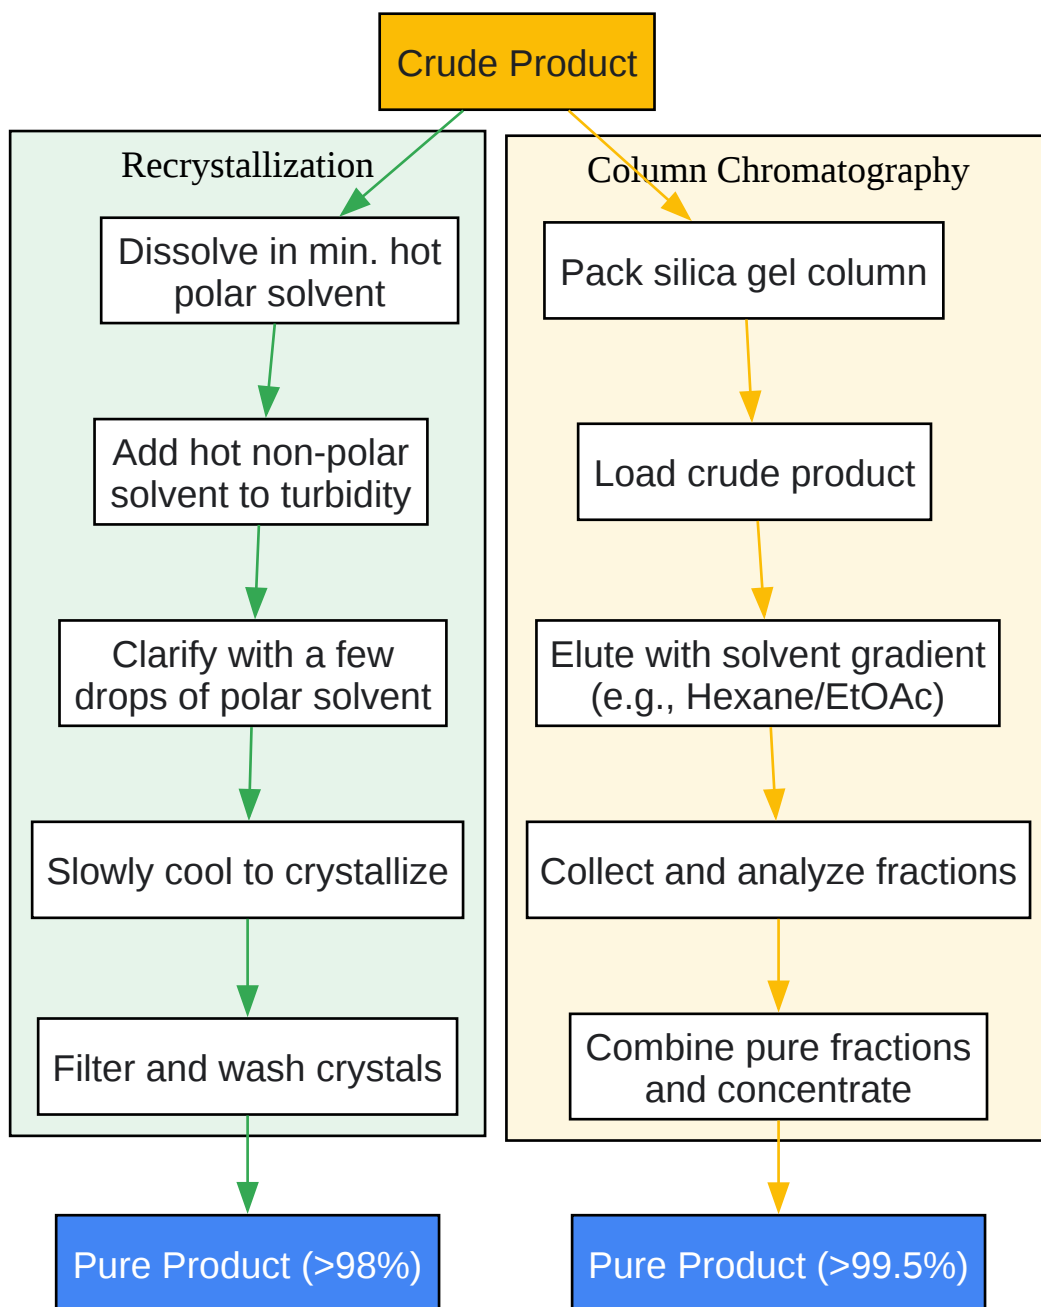 Crude Product
Recrystallization
Dissolve in min. hot
polar solvent
Add hot non-polar
solvent to turbidity
Clarify with a few
drops of polar solvent
Slowly cool to crystallize
Filter and wash crystals
Pure Product (>98%)
Column Chromatography
Pack silica gel column
Load crude product
Elute with solvent gradient
(e.g., Hexane/EtOAc)
Collect and analyze fractions
Combine pure fractions
and concentrate
Pure Product (>99.5%)